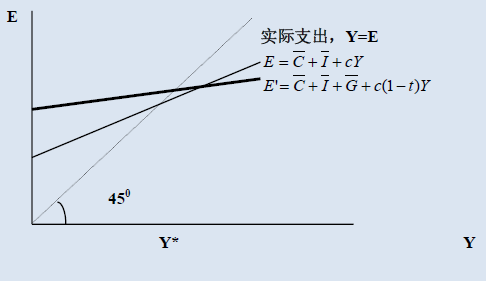 E
实际支出，Y=E
E = C̅ + I̅ + cY
E' = C̅ + I̅ + G̅ + c(1−t)Y
45⁰
Y* Y